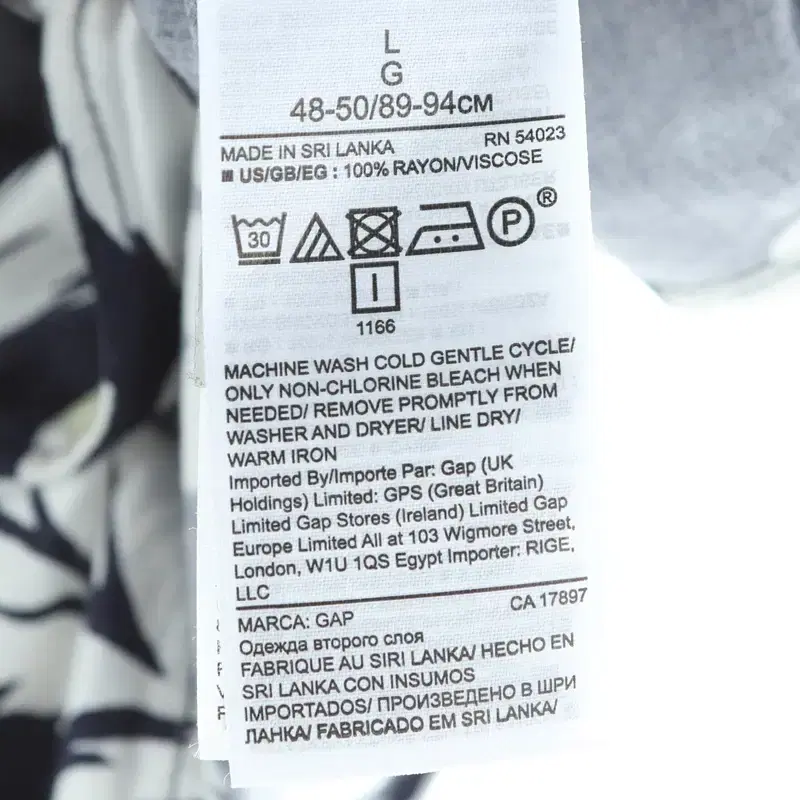 L
G
48-50/89-94CM
MADE IN SRI LANKA RN 54023
US/GB/EG : 100% RAYON/VISCOSE
30 P ®
I
1166
MACHINE WASH COLD GENTLE CYCLE/
ONLY NON-CHLORINE BLEACH WHEN
NEEDED/ REMOVE PROMPTLY FROM
WASHER AND DRYER/ LINE DRY/
WARM IRON
Imported By/Importe Par: Gap (UK
Holdings) Limited: GPS (Great Britain)
Limited Gap Stores (Ireland) Limited Gap
Europe Limited All at 103 Wigmore Street,
London, W1U 1QS Egypt Importer: RIGE,
LLC
CA 17897
MARCA: GAP
Одежда второго слоя
FABRIQUE AU SIRI LANKA/ HECHO EN
SRI LANKA CON INSUMOS
IMPORTADOS/ ПРОИЗВЕДЕНО В ШРИ
ЛАНКА/ FABRICADO EM SRI LANKA/